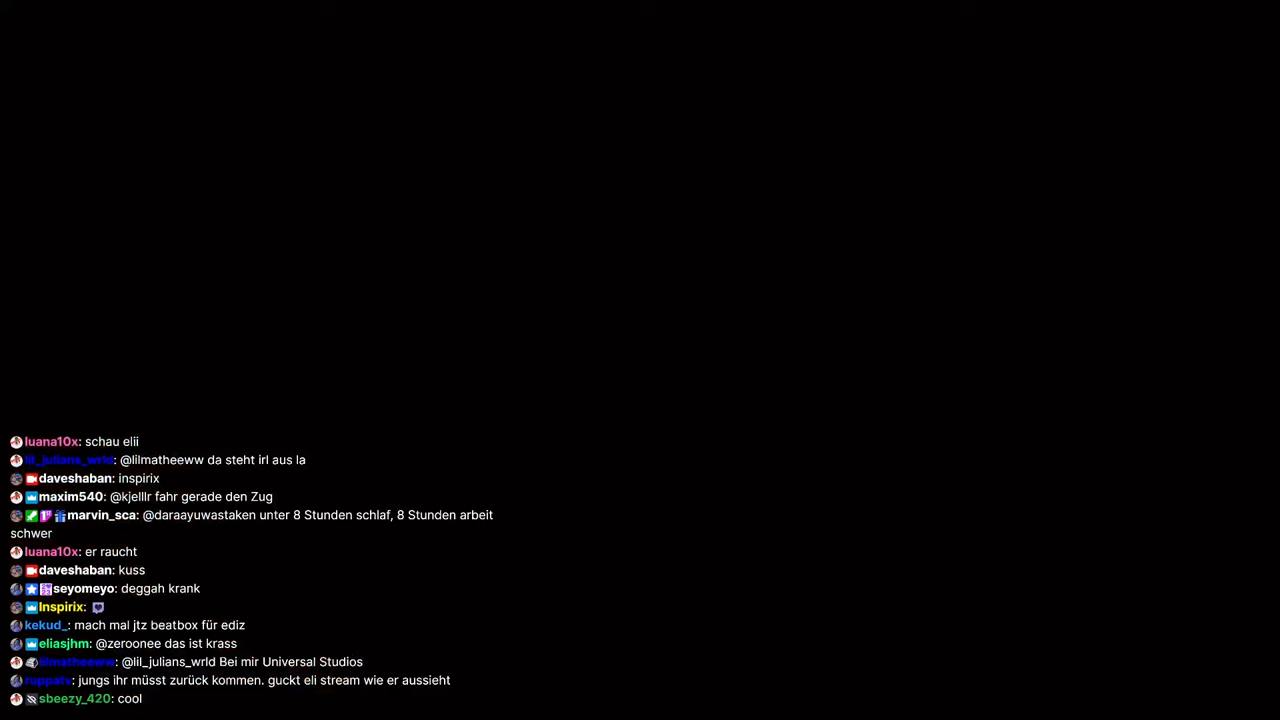 luana10x: schau elii
lil_julians_wrld: @lilmatheeww da steht irl aus la
daveshaban: inspirix
maxim540: @kjelllr fahr gerade den Zug
marvin_sca: @daraayuwastaken unter 8 Stunden schlaf, 8 Stunden arbeit
schwer
luana10x: er raucht
daveshaban: kuss
seyomeyo: deggah krank
Inspirix:
kekud_: mach mal jtz beatbox für ediz
eliasjhm: @zeroonee das ist krass
lilmatheeww: @lil_julians_wrld Bei mir Universal Studios
ruppatv: jungs ihr müsst zurück kommen. guckt eli stream wie er aussieht
sbeezy_420: cool